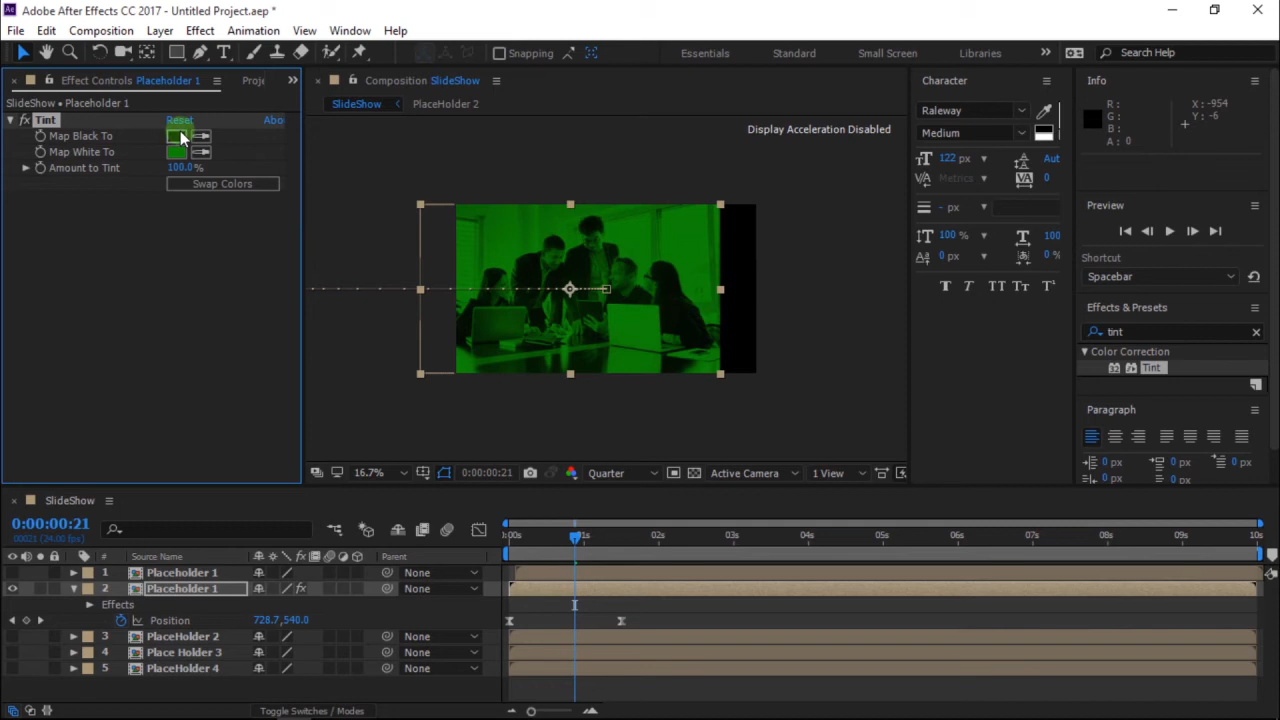 Adobe After Effects CC 2017 - Untitled Project.aep *
File Edit Composition Layer Effect Animation View Window Help
Snapping Essentials Standard Small Screen Libraries Search Help
Effect Controls Placeholder 1 Proje
SlideShow • Placeholder 1
fx Tint Reset Abo
Map Black To
Map White To
Amount to Tint 100.0%
Swap Colors
Composition SlideShow
SlideShow PlaceHolder 2
Display Acceleration Disabled
16.7% 0:00:00:21 Quarter Active Camera 1 View
Character
Raleway
Medium
122 px Aut
Metrics 0
- px
100 % 100
0 px 0 %
T T TT Tt T¹
Info
R: X: -954
G: Y: -6
B:
A: 0
Preview
Shortcut
Spacebar
Effects & Presets
tint
Color Correction
Tint
Paragraph
0 px 0 px 0 px
0 px 0 px
SlideShow
0:00:00:21
00021 (24.00 fps)
:00s 01s 02s 03s 04s 05s 06s 07s 08s 09s 10s
# Source Name fx Parent
1 Placeholder 1 None
2 Placeholder 1 fx None
Effects
Position 728.7,540.0
3 PlaceHolder 2 None
4 Place Holder 3 None
5 PlaceHolder 4 None
Toggle Switches / Modes